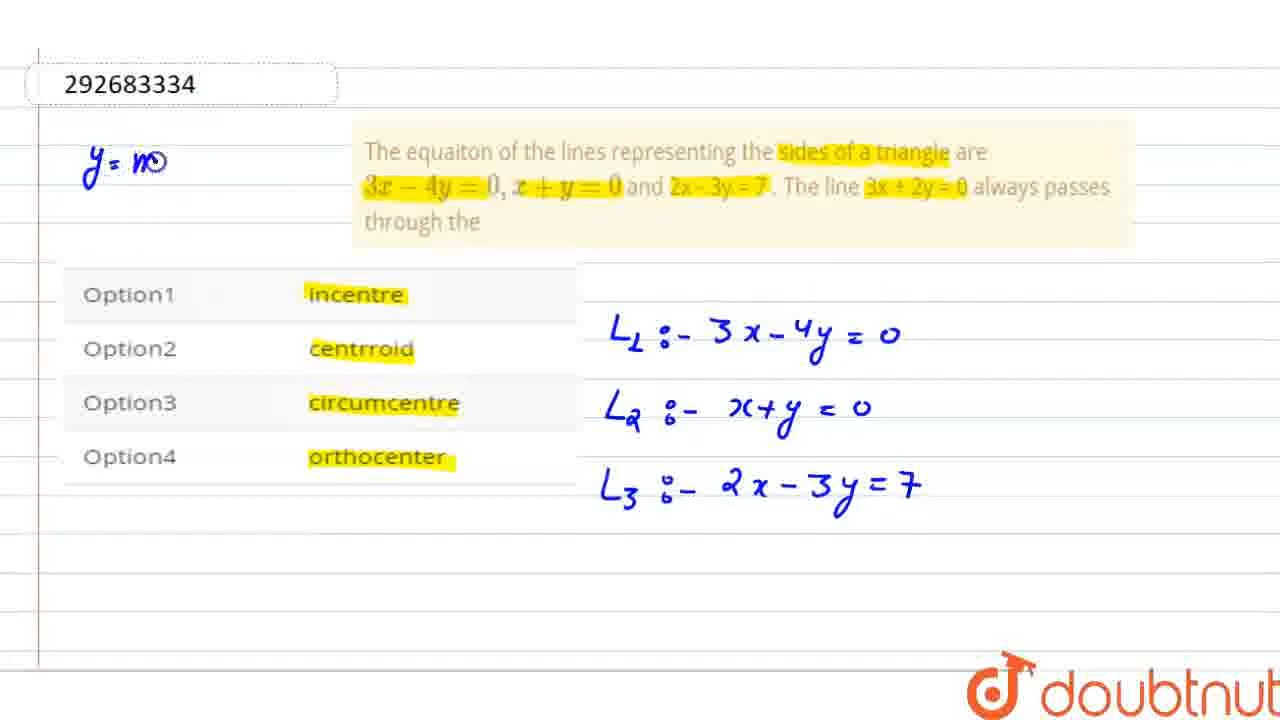 292683334
y = m
The equaiton of the lines representing the sides of a triangle are
3x − 4y = 0, x + y = 0 and 2x - 3y = 7 . The line 3x + 2y = 0 always passes
through the
Option1 incentre
Option2 centrroid
Option3 circumcentre
Option4 orthocenter
L1 :- 3x - 4y = 0
L2 :- x + y = 0
L3 :- 2x - 3y = 7
doubtnut